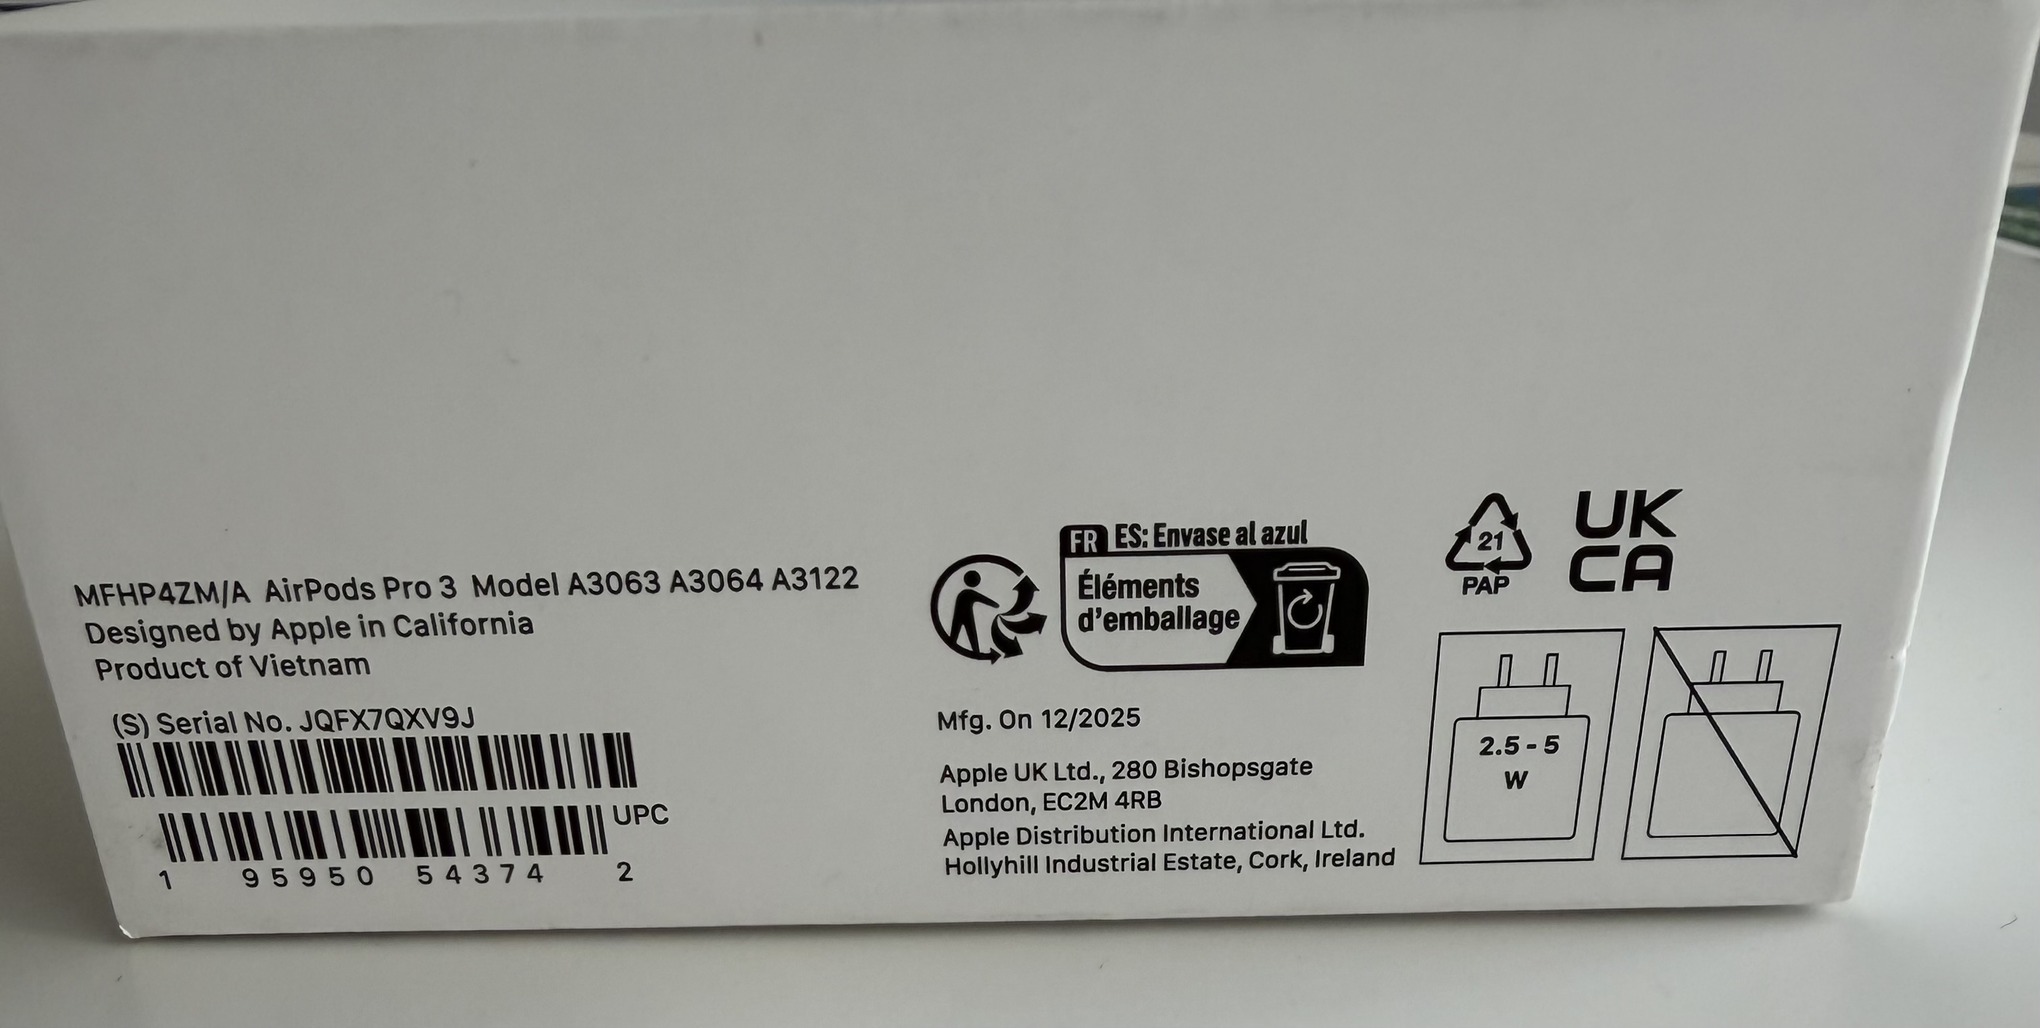 MFHP4ZM/A AirPods Pro 3 Model A3063 A3064 A3122
Designed by Apple in California
Product of Vietnam
(S) Serial No. JQFX7QXV9J
UPC
1 95950 54374 2
FR ES: Envase al azul
Éléments
d'emballage
Mfg. On 12/2025
Apple UK Ltd., 280 Bishopsgate
London, EC2M 4RB
Apple Distribution International Ltd.
Hollyhill Industrial Estate, Cork, Ireland
21
PAP
UK
CA
2.5 - 5
W